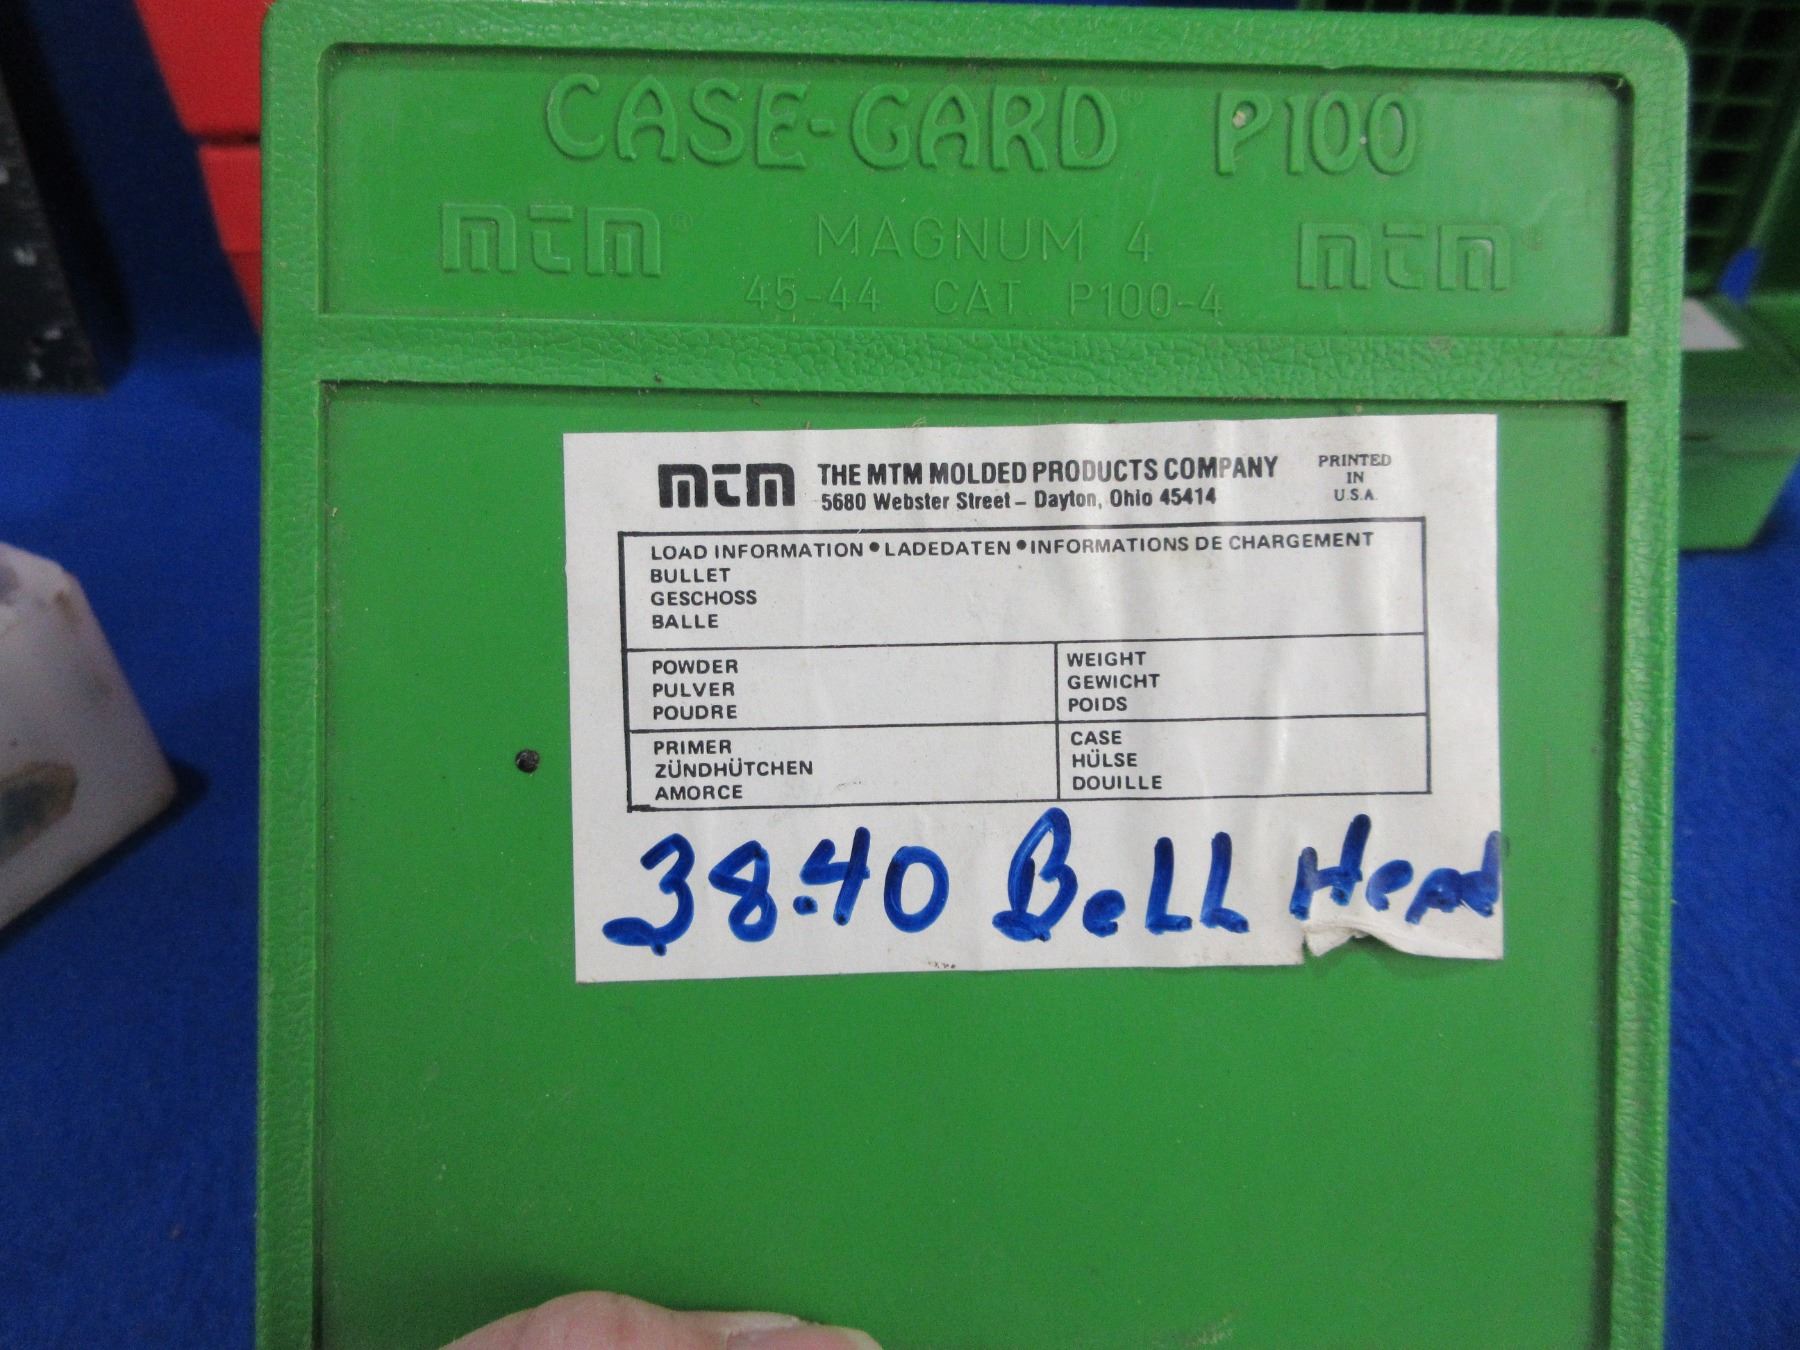 CASE-GARD® P100
mtm® MAGNUM 4 mtm®
45-44 CAT. P100-4
mtm THE MTM MOLDED PRODUCTS COMPANY
5680 Webster Street – Dayton, Ohio 45414
PRINTED
IN
U.S.A.
LOAD INFORMATION • LADEDATEN • INFORMATIONS DE CHARGEMENT
BULLET
GESCHOSS
BALLE
POWDER
PULVER
POUDRE
WEIGHT
GEWICHT
POIDS
PRIMER
ZÜNDHÜTCHEN
AMORCE
CASE
HÜLSE
DOUILLE
38.40 BeLL Head